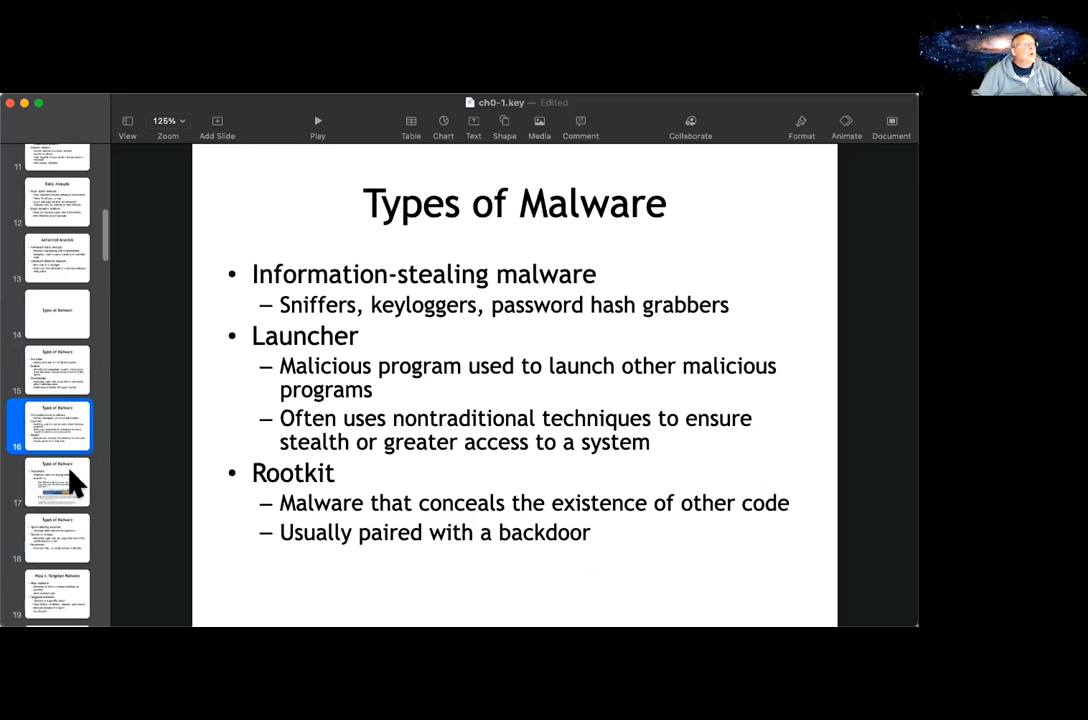 ch0-1.key — Edited
125%
View
Zoom
Add Slide
Play
Table
Chart
Text
Shape
Media
Comment
Collaborate
Format
Animate
Document
11
Basic Analysis
12
Advanced Analysis
13
Types of Malware
14
Types of Malware
15
Types of Malware
16
Types of Malware
17
Types of Malware
18
Mass v. Targeted Malware
19
Types of Malware
• Information-stealing malware
– Sniffers, keyloggers, password hash grabbers
• Launcher
– Malicious program used to launch other malicious
programs
– Often uses nontraditional techniques to ensure
stealth or greater access to a system
• Rootkit
– Malware that conceals the existence of other code
– Usually paired with a backdoor